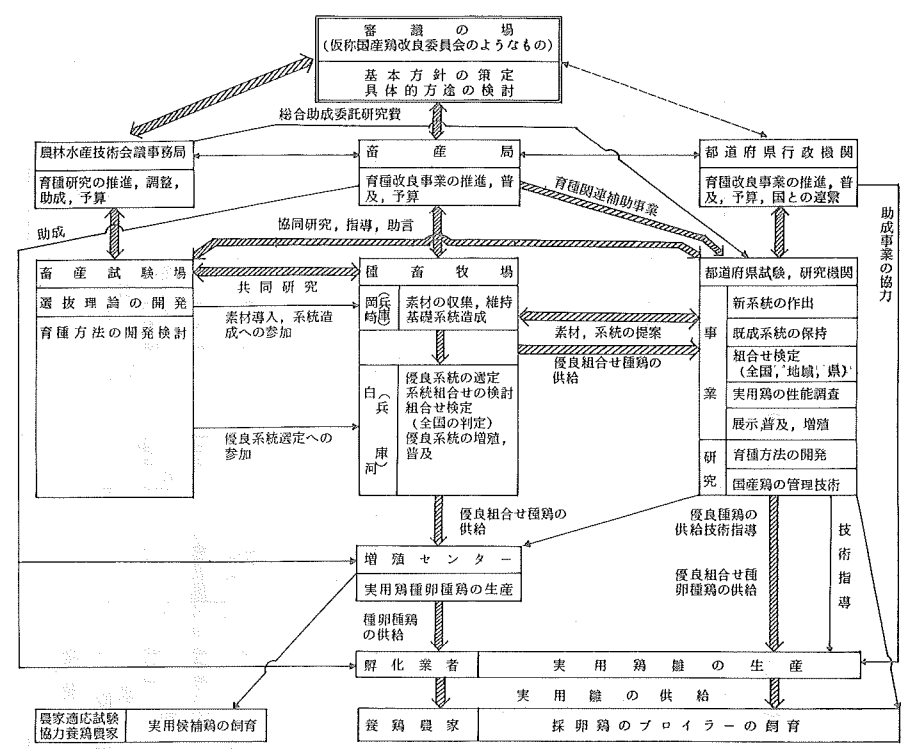 審議の場
(仮称国産鶏改良委員会のようなもの)
基本方針の策定
具体的方途の検討
総合助成委託研究費
農林水産技術会議事務局
育種研究の推進,調整,
助成,予算
畜産局
育種改良事業の推進,普
及,予算
都道府県行政機関
育種改良事業の推進,普
及,予算,国との連繋
育種関連補助事業
助成
協同研究,指導,助言
助成事業の協力
畜産試験場
選抜理論の開発
育種方法の開発検討
共同研究
素材導入,系統造
成への参加
優良系統選定への
参加
種畜牧場
岡崎
(兵庫)
素材の収集,維持
基礎系統造成
白河
(兵庫)
優良系統の選定
系統組合せの検討
組合せ検定
(全国の判定)
優良系統の増殖,
普及
素材,系統の提案
優良組合せ種鶏の
供給
都道府県試験,研究機関
事業
新系統の作出
既成系統の保持
組合せ検定
(全国,地域,県)
実用鶏の性能調査
展示,普及,増殖
研究
育種方法の開発
国産鶏の管理技術
優良組合せ種鶏の
供給
優良種鶏の
供給技術指導
技術指導
増殖センター
実用鶏種卵種鶏の生産
優良組合せ種
卵種鶏の供給
種卵種鶏
の供給
孵化業者
実用鶏雛の生産
実用雛の供給
農家適応試験
協力養鶏農家
実用候補鶏の飼育
養鶏農家
採卵鶏のブロイラーの飼育